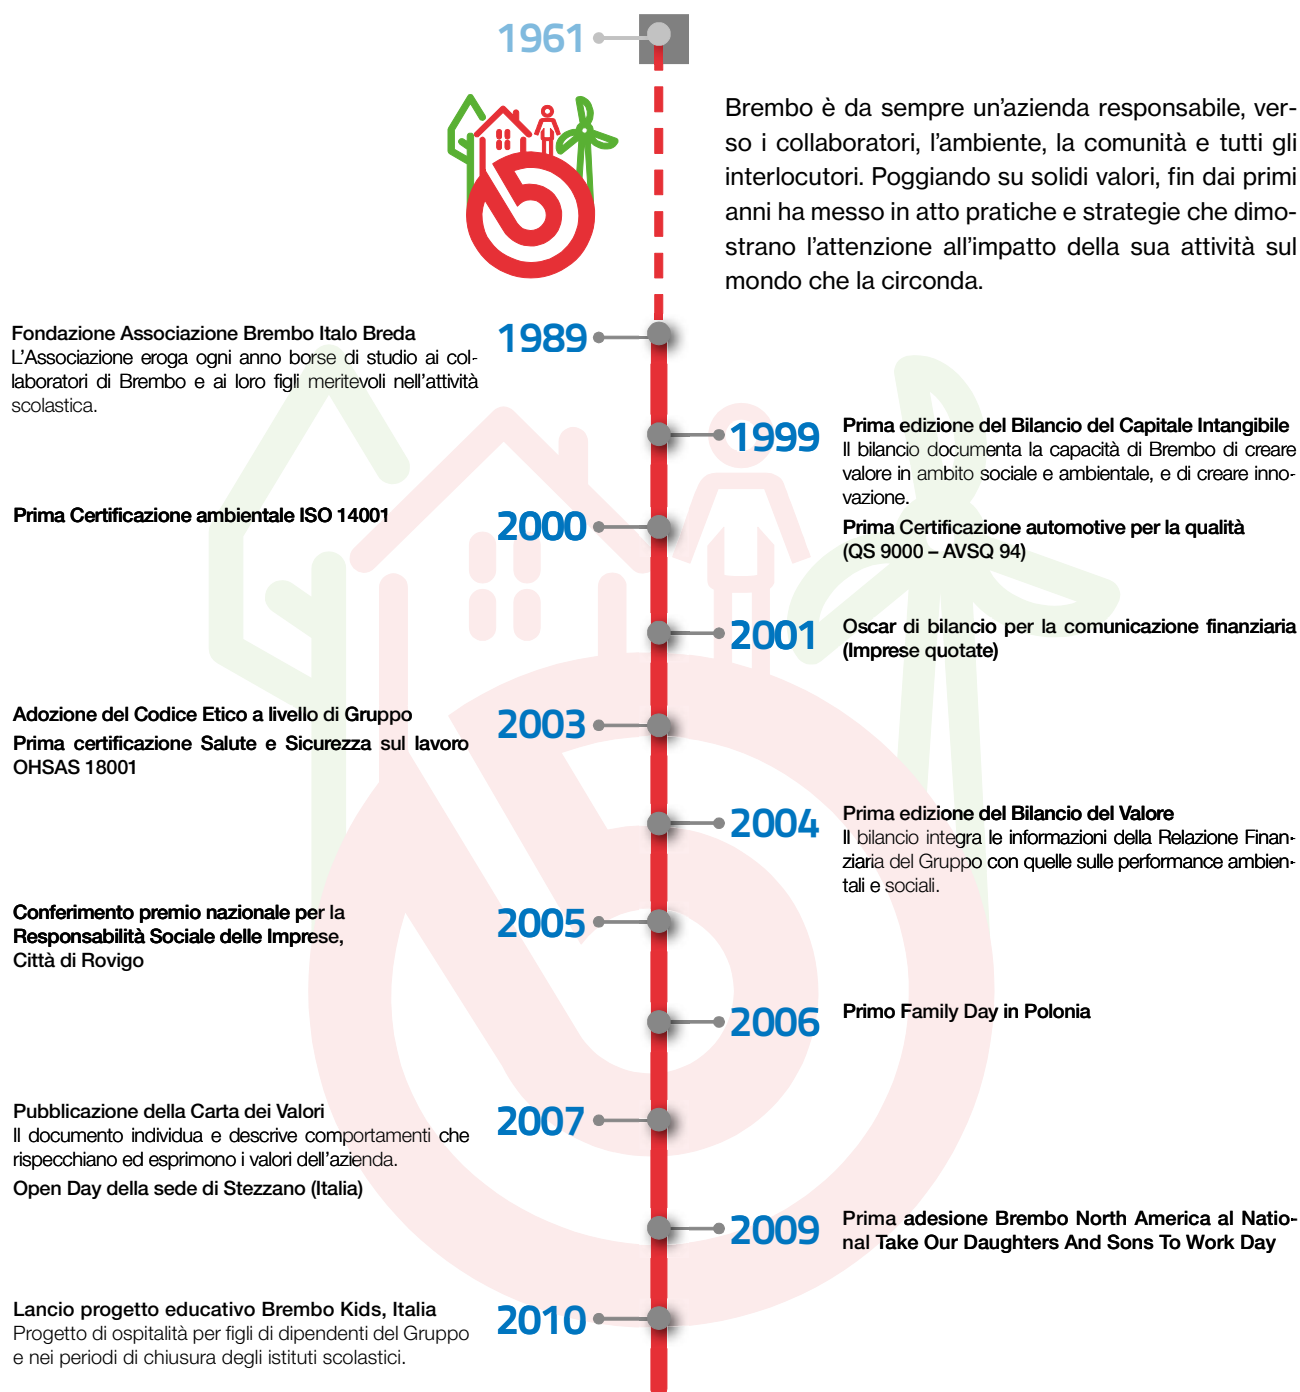 1961
Brembo è da sempre un'azienda responsabile, ver-
so i collaboratori, l'ambiente, la comunità e tutti gli
interlocutori. Poggiando su solidi valori, fin dai primi
anni ha messo in atto pratiche e strategie che dimo-
strano l'attenzione all'impatto della sua attività sul
mondo che la circonda.
1989
Fondazione Associazione Brembo Italo Breda
L'Associazione eroga ogni anno borse di studio ai col-
laboratori di Brembo e ai loro figli meritevoli nell'attività
scolastica.
1999
Prima edizione del Bilancio del Capitale Intangibile
Il bilancio documenta la capacità di Brembo di creare
valore in ambito sociale e ambientale, e di creare inno-
vazione.
Prima Certificazione automotive per la qualità
(QS 9000 – AVSQ 94)
Prima Certificazione ambientale ISO 14001
2000
2001
Oscar di bilancio per la comunicazione finanziaria
(Imprese quotate)
Adozione del Codice Etico a livello di Gruppo
Prima certificazione Salute e Sicurezza sul lavoro
OHSAS 18001
2003
2004
Prima edizione del Bilancio del Valore
Il bilancio integra le informazioni della Relazione Finan-
ziaria del Gruppo con quelle sulle performance ambien-
tali e sociali.
Conferimento premio nazionale per la
Responsabilità Sociale delle Imprese,
Città di Rovigo
2005
2006
Primo Family Day in Polonia
Pubblicazione della Carta dei Valori
Il documento individua e descrive comportamenti che
rispecchiano ed esprimono i valori dell'azienda.
Open Day della sede di Stezzano (Italia)
2007
2009
Prima adesione Brembo North America al Natio-
nal Take Our Daughters And Sons To Work Day
Lancio progetto educativo Brembo Kids, Italia
Progetto di ospitalità per figli di dipendenti del Gruppo
e nei periodi di chiusura degli istituti scolastici.
2010